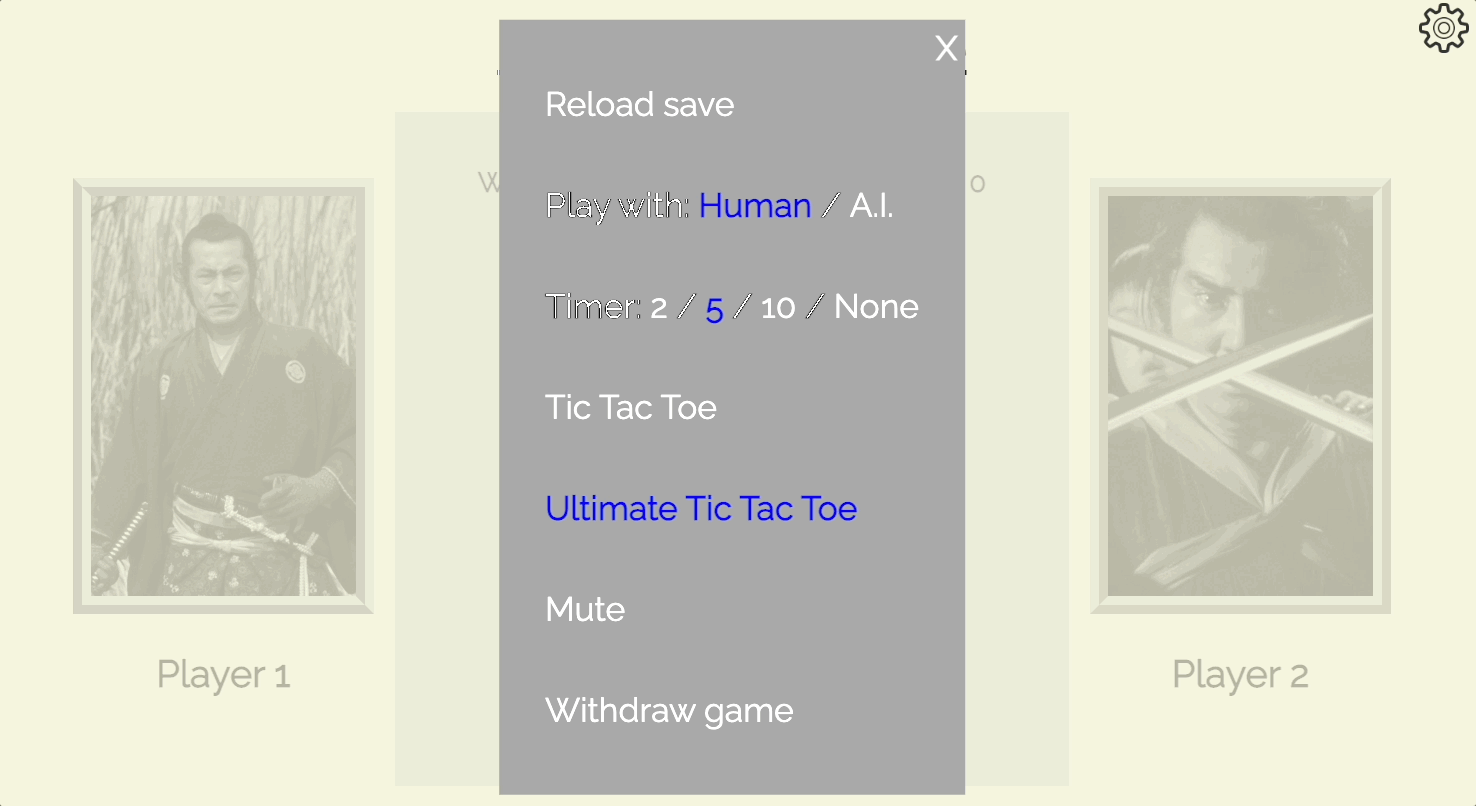 X
Reload save
Play with: Human / A.I.
Timer: 2 / 5 / 10 / None
Tic Tac Toe
Ultimate Tic Tac Toe
Mute
Withdraw game
Player 1
Player 2